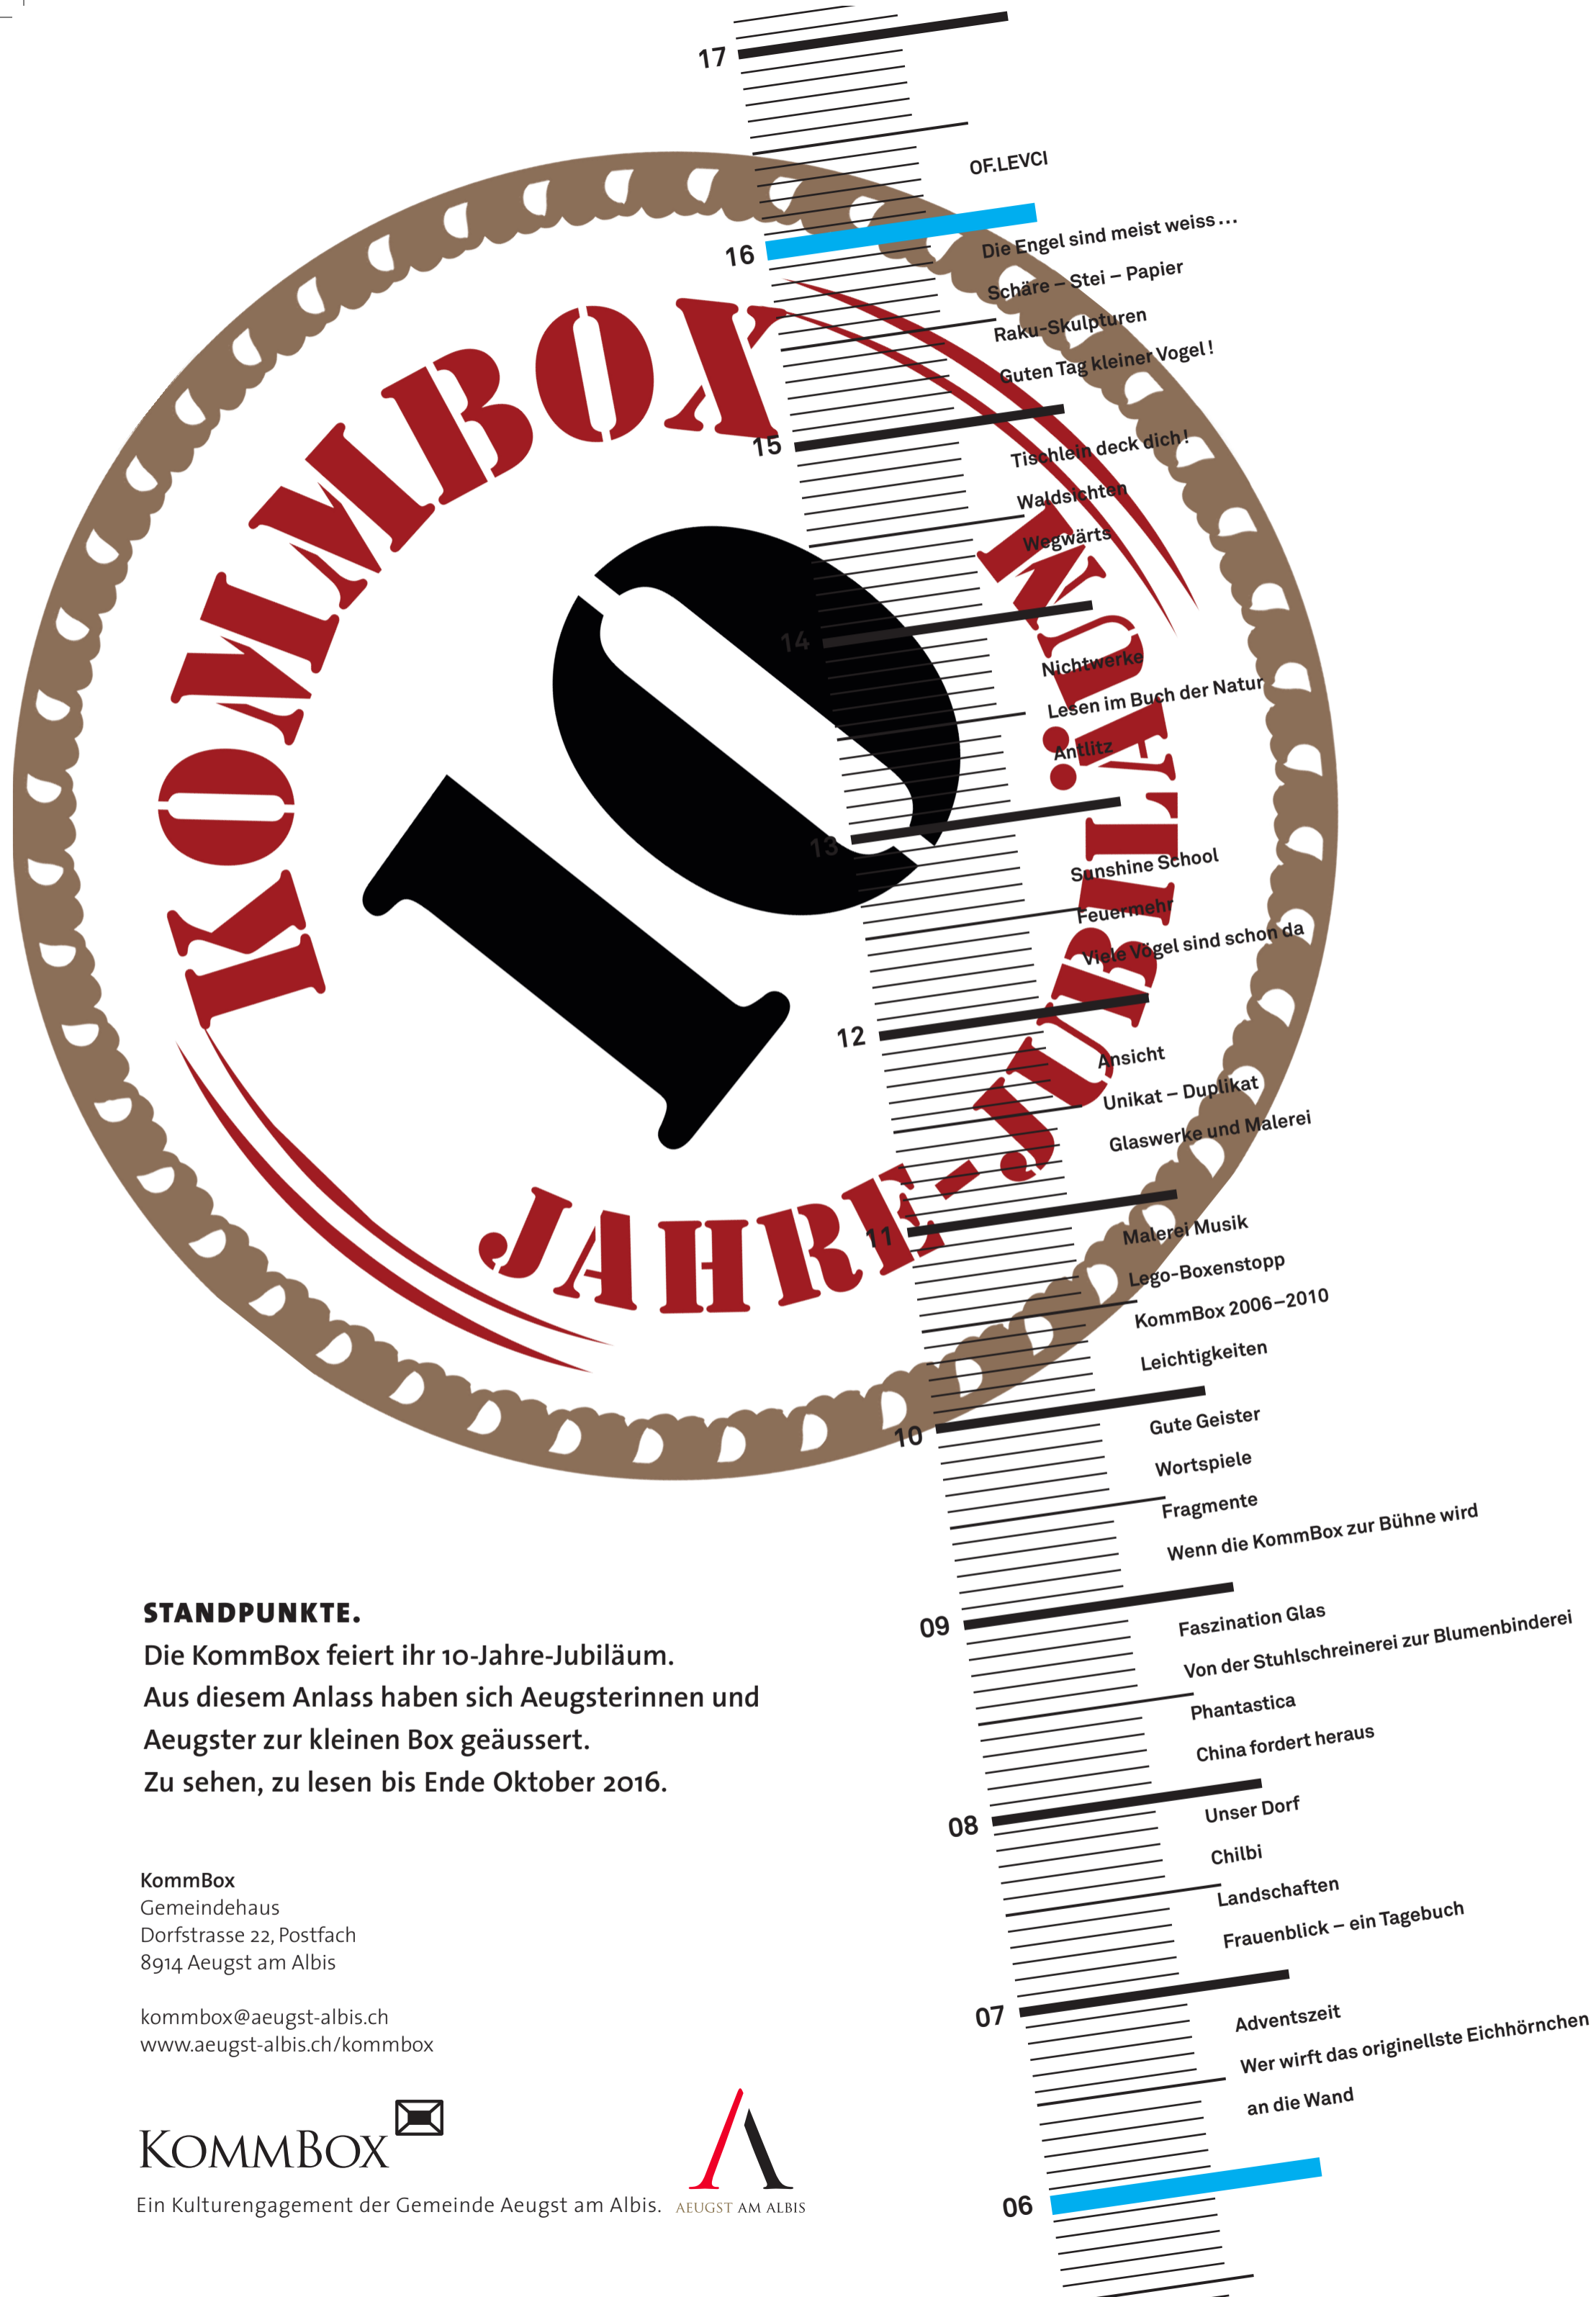 17
OF.LEVCI
16
Die Engel sind meist weiss…
Schäre – Stei – Papier
Raku-Skulpturen
Guten Tag kleiner Vogel!
15
Tischlein deck dich!
Waldsichten
Wegwärts
14
Nichtwerke
Lesen im Buch der Natur
Antlitz
13
Sunshine School
Feuermehr
Viele Vögel sind schon da
12
Ansicht
Unikat – Duplikat
Glaswerke und Malerei
11
Malerei Musik
Lego-Boxenstopp
KommBox 2006–2010
Leichtigkeiten
10
Gute Geister
Wortspiele
Fragmente
Wenn die KommBox zur Bühne wird
09
Faszination Glas
Von der Stuhlschreinerei zur Blumenbinderei
Phantastica
China fordert heraus
08
Unser Dorf
Chilbi
Landschaften
Frauenblick – ein Tagebuch
07
Adventszeit
Wer wirft das originellste Eichhörnchen
an die Wand
06
KOMMBOX
10
JAHRE-JUBILÄUM
STANDPUNKTE.
Die KommBox feiert ihr 10-Jahre-Jubiläum.
Aus diesem Anlass haben sich Aeugsterinnen und
Aeugster zur kleinen Box geäussert.
Zu sehen, zu lesen bis Ende Oktober 2016.
KommBox
Gemeindehaus
Dorfstrasse 22, Postfach
8914 Aeugst am Albis
kommbox@aeugst-albis.ch
www.aeugst-albis.ch/kommbox
KOMMBOX
Ein Kulturengagement der Gemeinde Aeugst am Albis.
AEUGST AM ALBIS